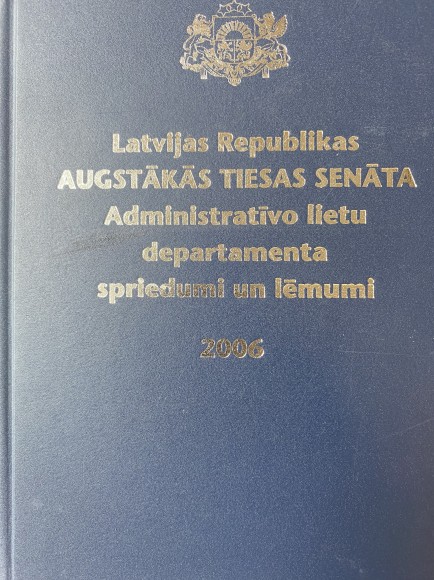 Latvijas Republikas
AUGSTĀKĀS TIESAS SENĀTA
Administratīvo lietu
departamenta
spriedumi un lēmumi
2006